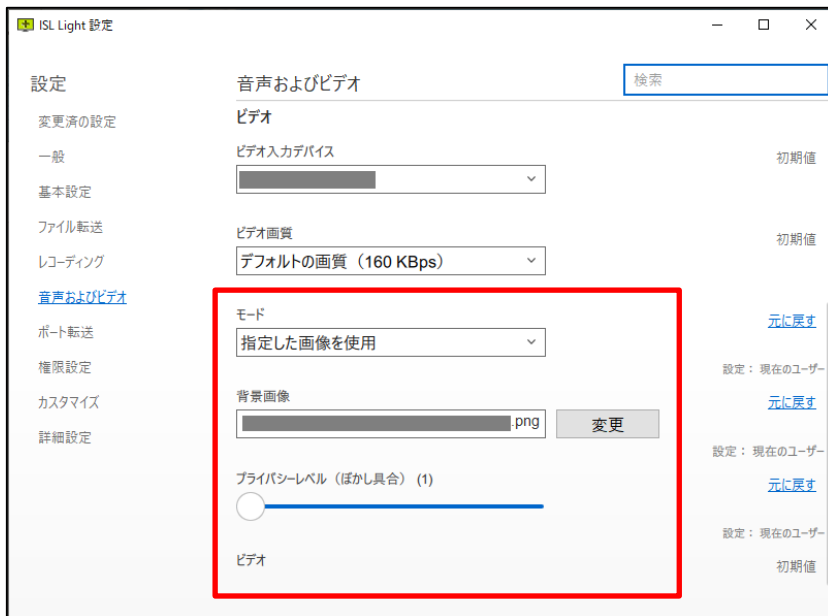 ISL Light 設定
設定
変更済の設定
一般
基本設定
ファイル転送
レコーディング
音声およびビデオ
ポート転送
権限設定
カスタマイズ
詳細設定
音声およびビデオ
検索
ビデオ
ビデオ入力デバイス
初期値
ビデオ画質
初期値
デフォルトの画質（160 KBps）
モード
元に戻す
指定した画像を使用
設定： 現在のユーザー
背景画像
元に戻す
.png
変更
設定： 現在のユーザー
プライバシーレベル（ぼかし具合） (1)
元に戻す
設定： 現在のユーザー
ビデオ
初期値